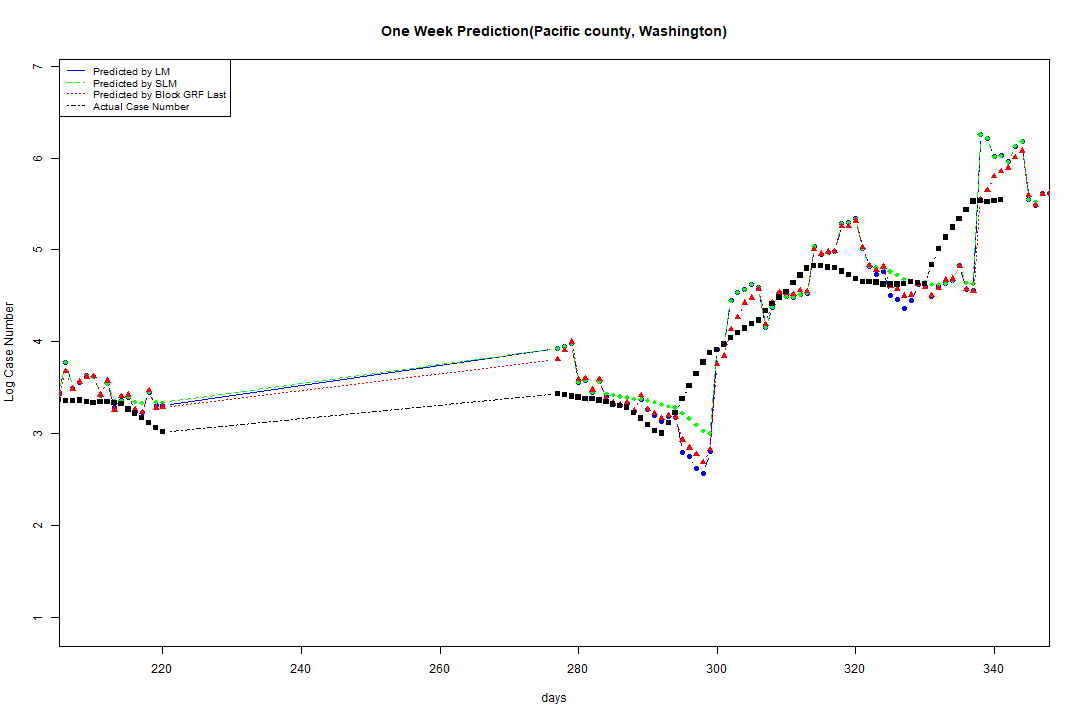 One Week Prediction(Pacific county, Washington)
Predicted by LM
Predicted by SLM
Predicted by Block GRF Last
Actual Case Number
7
6
5
4
3
2
1
Log Case Number
220
240
260
280
300
320
340
days